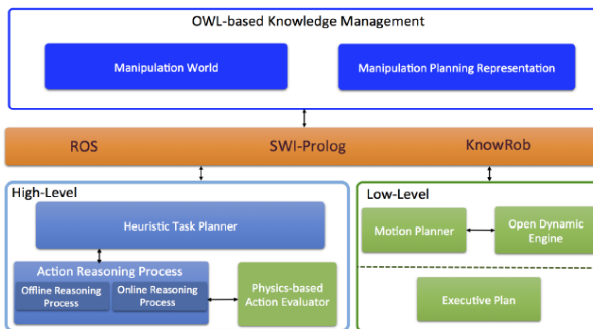 OWL-based Knowledge Management
Manipulation World
Manipulation Planning Representation
ROS
SWI-Prolog
KnowRob
High-Level
Heuristic Task Planner
Action Reasoning Process
Offline Reasoning
Process
Online Reasoning
Process
Physics-based
Action Evaluator
Low-Level
Motion Planner
Open Dynamic
Engine
Executive Plan